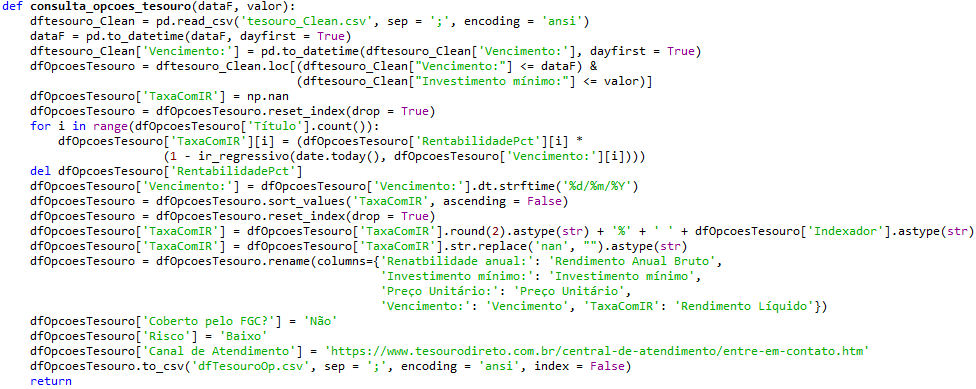 def consulta_opcoes_tesouro(dataF, valor):
    dftesouro_Clean = pd.read_csv('tesouro_Clean.csv', sep = ';', encoding = 'ansi')
    dataF = pd.to_datetime(dataF, dayfirst = True)
    dftesouro_Clean['Vencimento:'] = pd.to_datetime(dftesouro_Clean['Vencimento:'], dayfirst = True)
    dfOpcoesTesouro = dftesouro_Clean.loc[(dftesouro_Clean["Vencimento:"] <= dataF) &
                                          (dftesouro_Clean["Investimento mínimo:"] <= valor)]
    dfOpcoesTesouro['TaxaComIR'] = np.nan
    dfOpcoesTesouro = dfOpcoesTesouro.reset_index(drop = True)
    for i in range(dfOpcoesTesouro['Título'].count()):
        dfOpcoesTesouro['TaxaComIR'][i] = (dfOpcoesTesouro['RentabilidadePct'][i] *
                       (1 - ir_regressivo(date.today(), dfOpcoesTesouro['Vencimento:'][i])))
    del dfOpcoesTesouro['RentabilidadePct']
    dfOpcoesTesouro['Vencimento:'] = dfOpcoesTesouro['Vencimento:'].dt.strftime('%d/%m/%Y')
    dfOpcoesTesouro = dfOpcoesTesouro.sort_values('TaxaComIR', ascending = False)
    dfOpcoesTesouro = dfOpcoesTesouro.reset_index(drop = True)
    dfOpcoesTesouro['TaxaComIR'] = dfOpcoesTesouro['TaxaComIR'].round(2).astype(str) + '%' + ' ' + dfOpcoesTesouro['Indexador'].astype(str)
    dfOpcoesTesouro['TaxaComIR'] = dfOpcoesTesouro['TaxaComIR'].str.replace('nan', "").astype(str)
    dfOpcoesTesouro = dfOpcoesTesouro.rename(columns={'Renatbilidade anual:': 'Rendimento Anual Bruto',
                                                      'Investimento mínimo:': 'Investimento mínimo',
                                                      'Preço Unitário:': 'Preço Unitário',
                                                      'Vencimento:': 'Vencimento', 'TaxaComIR': 'Rendimento Líquido'})
    dfOpcoesTesouro['Coberto pelo FGC?'] = 'Não'
    dfOpcoesTesouro['Risco'] = 'Baixo'
    dfOpcoesTesouro['Canal de Atendimento'] = 'https://www.tesourodireto.com.br/central-de-atendimento/entre-em-contato.htm'
    dfOpcoesTesouro.to_csv('dfTesouroOp.csv', sep = ';', encoding = 'ansi', index = False)
    return